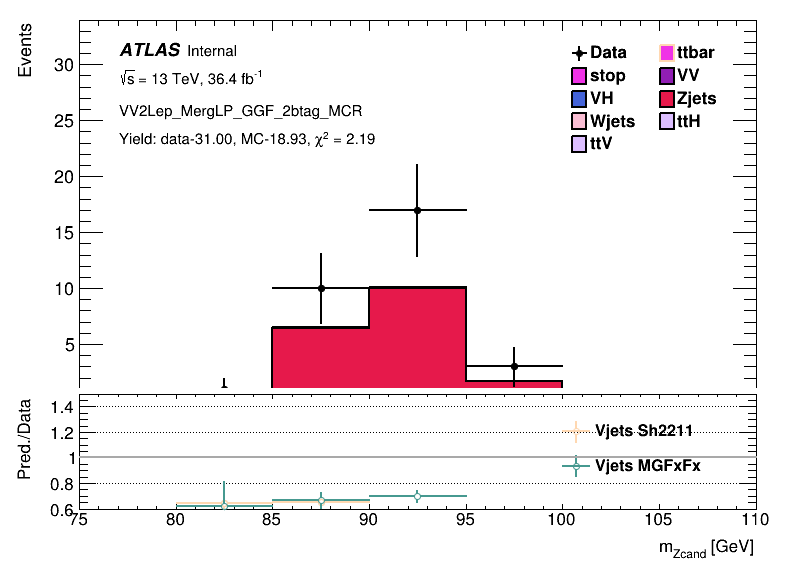 Events
ATLAS Internal
√s = 13 TeV, 36.4 fb⁻¹
VV2Lep_MergLP_GGF_2btag_MCR
Yield: data-31.00, MC-18.93, χ² = 2.19
Data
ttbar
stop
VV
VH
Zjets
Wjets
ttH
ttV
30
25
20
15
10
5
Pred./Data
1.4
1.2
1
0.8
0.6
Vjets Sh2211
Vjets MGFxFx
75 80 85 90 95 100 105 110
m_Zcand [GeV]